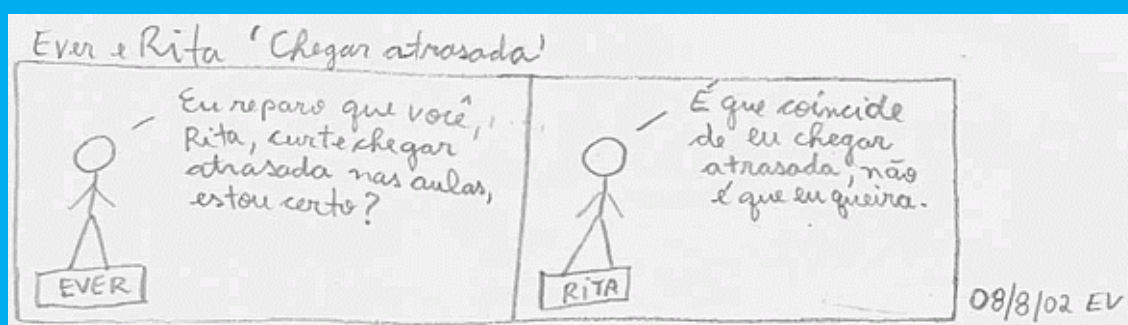 Ever e Rita 'Chegar atrasada'
Eu reparo que você,
Rita, curte chegar
atrasada nas aulas,
estou certo?
EVER
É que coincide
de eu chegar
atrasada, não
é que eu queira.
RiTA
08/8/02 EV